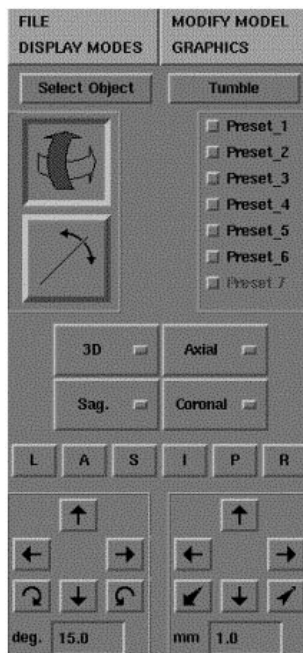 FILE
DISPLAY MODES
MODIFY MODEL
GRAPHICS
Select Object
Tumble
Preset_1
Preset_2
Preset_3
Preset_4
Preset_5
Preset_6
Preset_7
3D
Axial
Sag.
Coronal
L A S I P R
deg. 15.0
mm 1.0